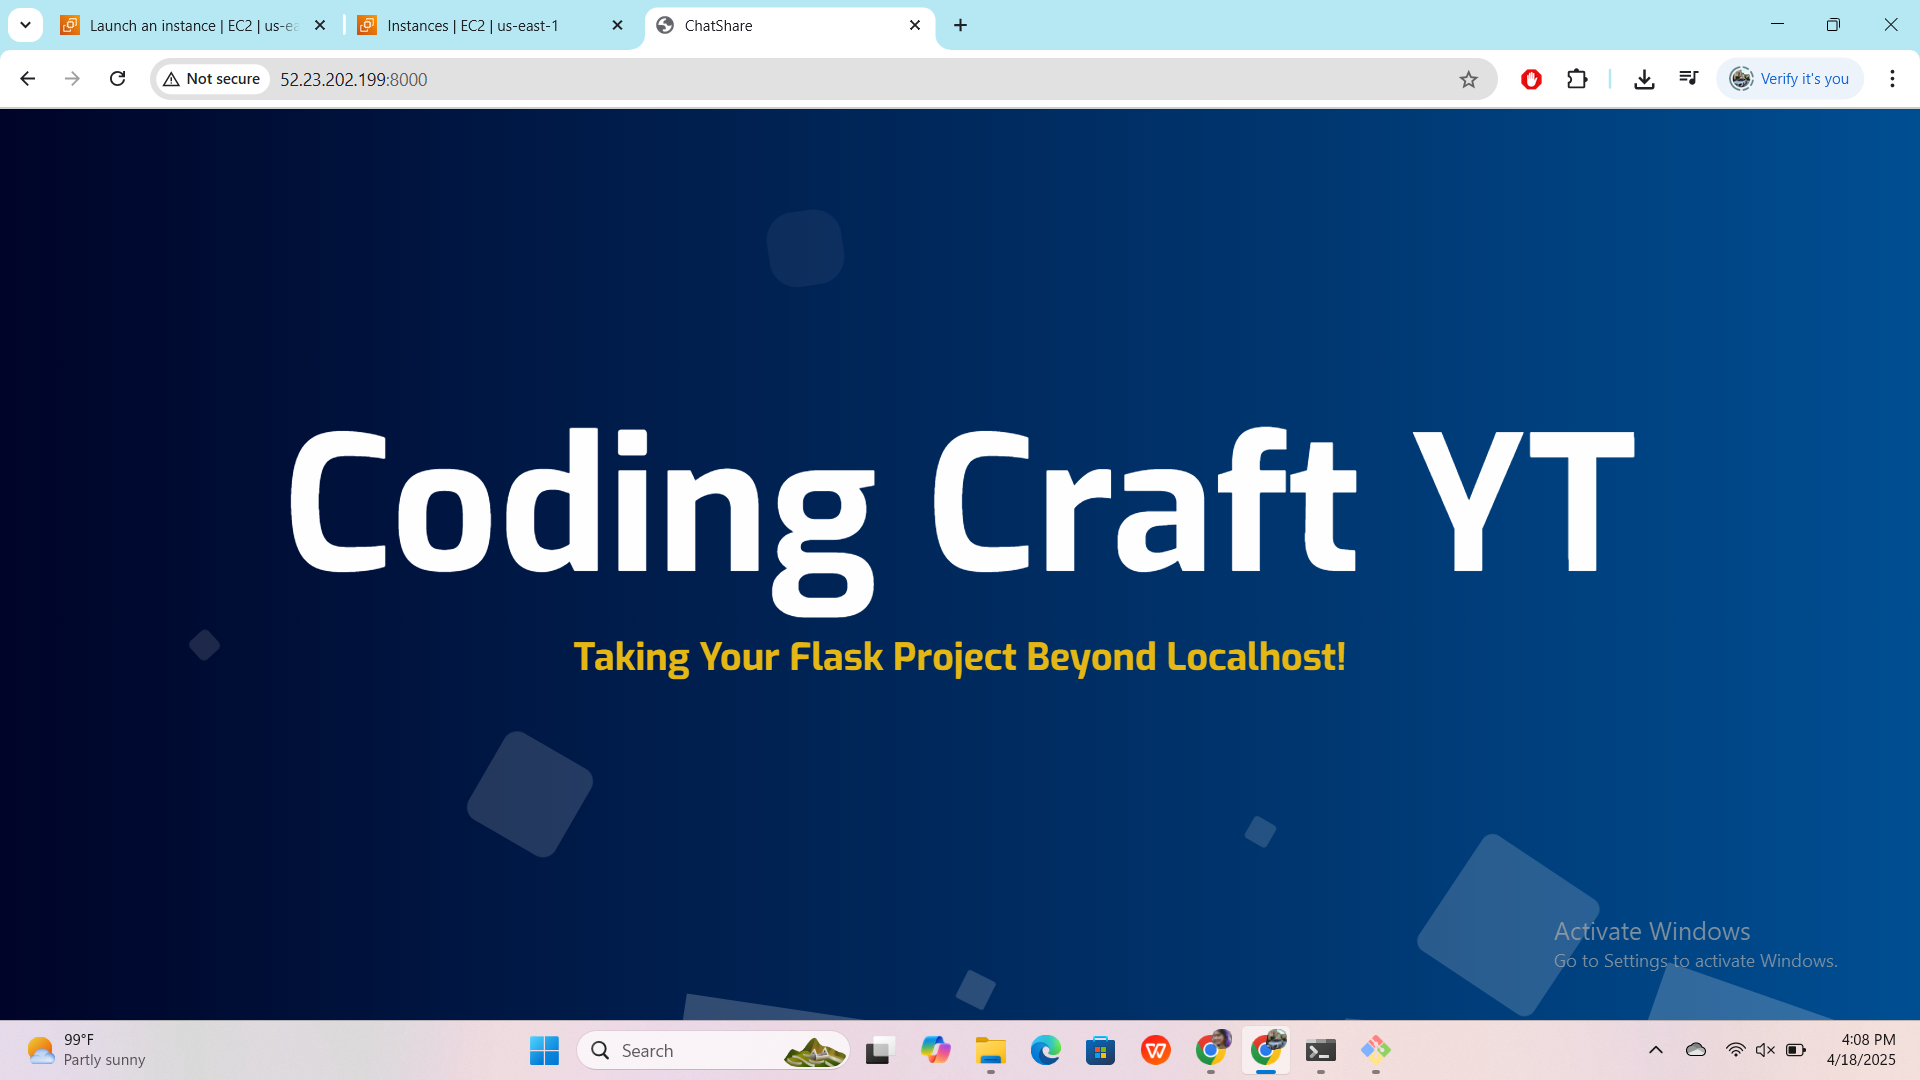 Launch an instance | EC2 | us-ea
Instances | EC2 | us-east-1
ChatShare
Not secure
52.23.202.199:8000
Verify it's you
Coding Craft YT
Taking Your Flask Project Beyond Localhost!
Activate Windows
Go to Settings to activate Windows.
99°F
Partly sunny
Search
4:08 PM
4/18/2025